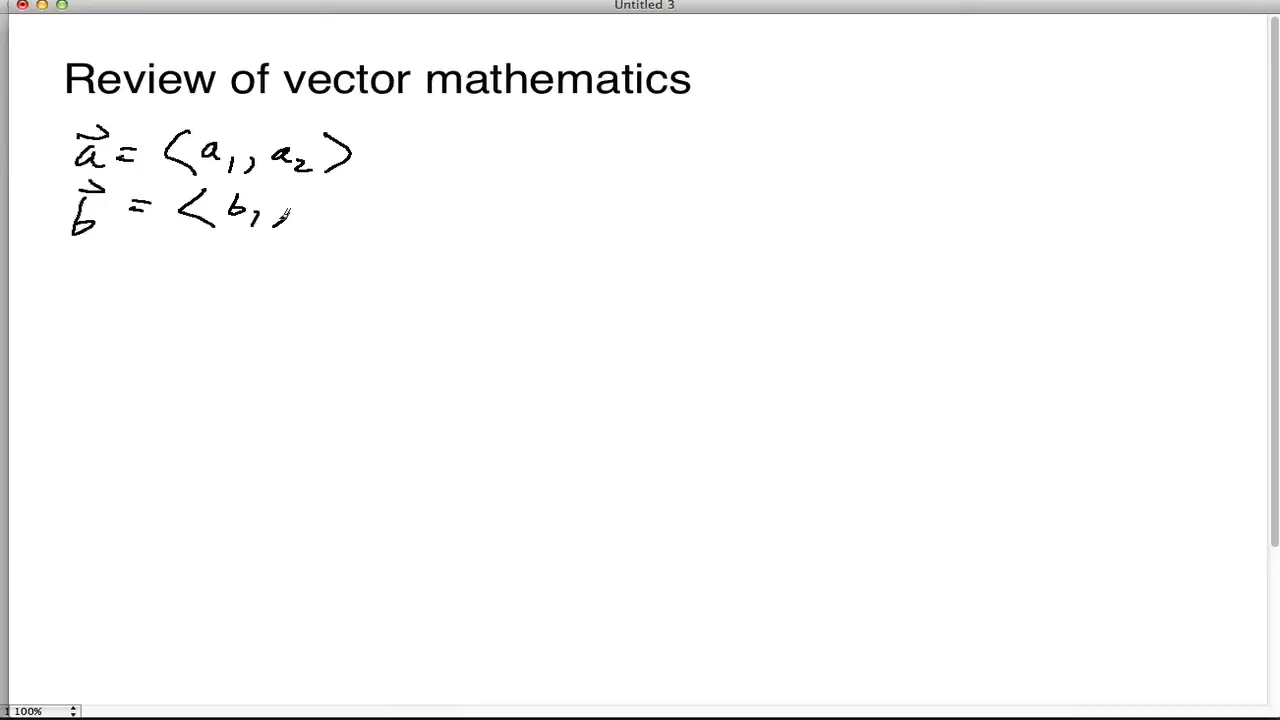 Untitled 3
Review of vector mathematics
a⃗ = ⟨a₁, a₂⟩
b⃗ = ⟨b₁,
100%